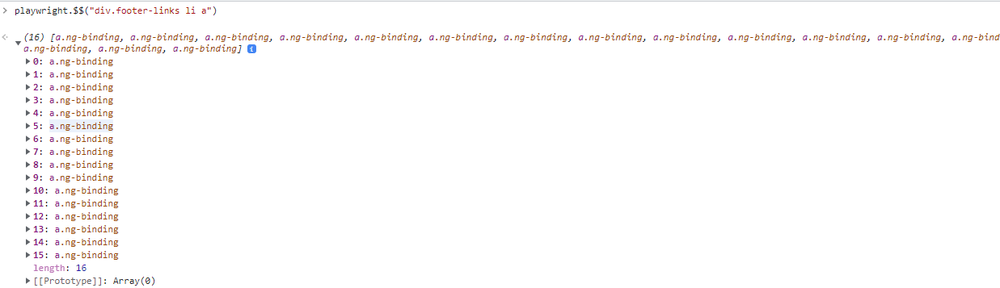 playwright.$$("div.footer-links li a")
(16) [a.ng-binding, a.ng-binding, a.ng-binding, a.ng-binding, a.ng-binding, a.ng-binding, a.ng-binding, a.ng-binding, a.ng-binding, a.ng-binding, a.ng-binding, a.ng-binding, a.ng-bind
a.ng-binding, a.ng-binding, a.ng-binding] i
0: a.ng-binding
1: a.ng-binding
2: a.ng-binding
3: a.ng-binding
4: a.ng-binding
5: a.ng-binding
6: a.ng-binding
7: a.ng-binding
8: a.ng-binding
9: a.ng-binding
10: a.ng-binding
11: a.ng-binding
12: a.ng-binding
13: a.ng-binding
14: a.ng-binding
15: a.ng-binding
length: 16
[[Prototype]]: Array(0)